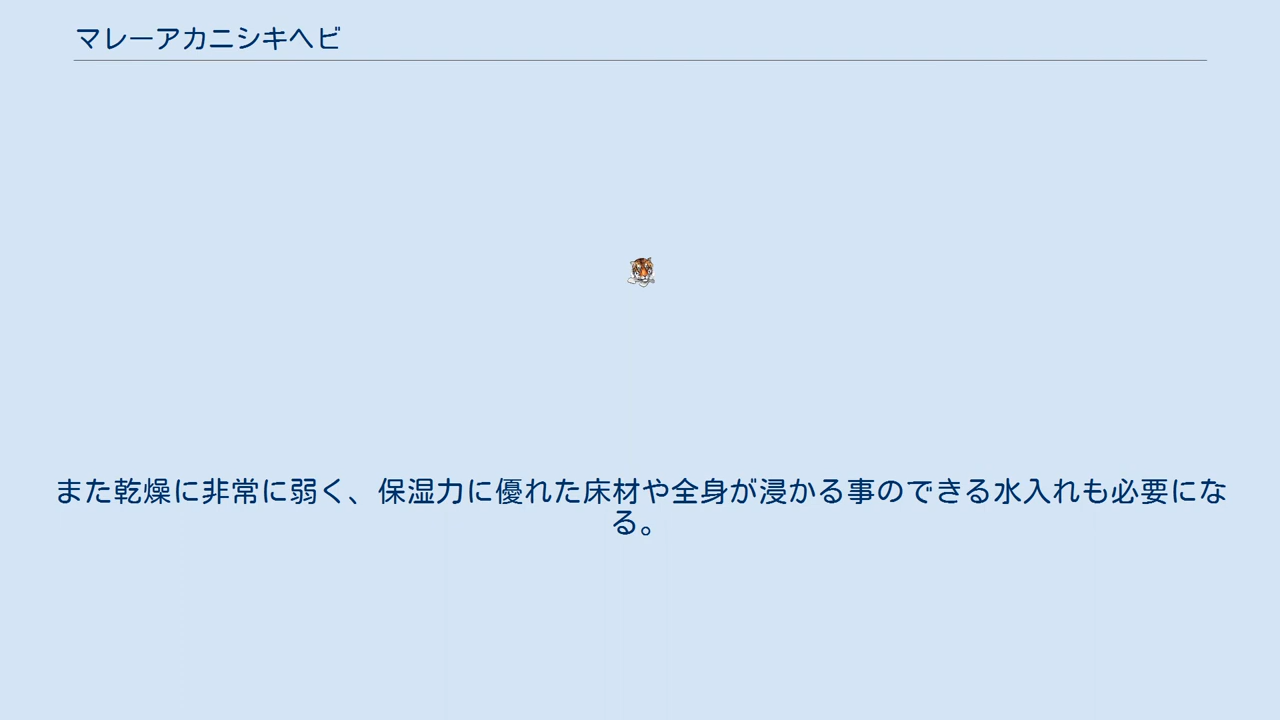 マレーアカニシキヘビ
また乾燥に非常に弱く、保湿力に優れた床材や全身が浸かる事のできる水入れも必要にな
る。